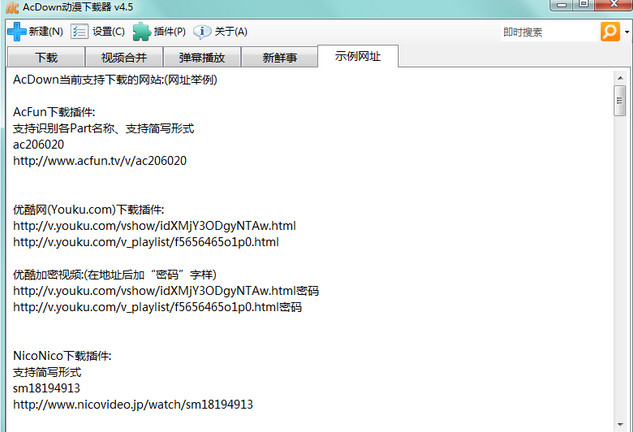 AcDown动漫下载器 v4.5
新建(N) 设置(C) 插件(P) 关于(A) 即时搜索
下载 视频合并 弹幕播放 新鲜事 示例网址
AcDown当前支持下载的网站:(网址举例)
AcFun下载插件:
支持识别各Part名称、支持简写形式
ac206020
http://www.acfun.tv/v/ac206020
优酷网(Youku.com)下载插件:
http://v.youku.com/vshow/idXMjY3ODgyNTAw.html
http://v.youku.com/v_playlist/f5656465o1p0.html
优酷加密视频:(在地址后加“密码”字样)
http://v.youku.com/vshow/idXMjY3ODgyNTAw.html密码
http://v.youku.com/v_playlist/f5656465o1p0.html密码
NicoNico下载插件:
支持简写形式
sm18194913
http://www.nicovideo.jp/watch/sm18194913